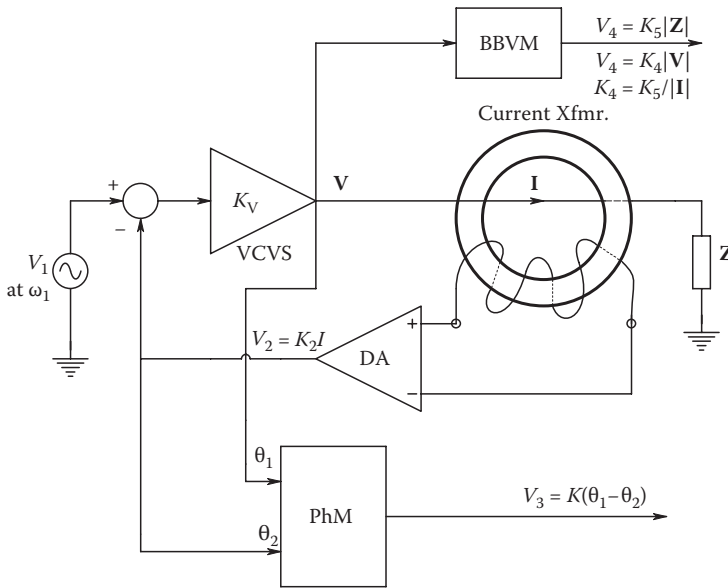 V₄ = K₅|Z|
BBVM
V₄ = K₄|V|
K₄ = K₅/|I|
Current Xfmr.
+
K_V
V
I
−
VCVS
Z
V₁
at ω₁
V₂ = K₂I
+
DA
−
θ₁
PhM
V₃ = K(θ₁−θ₂)
θ₂